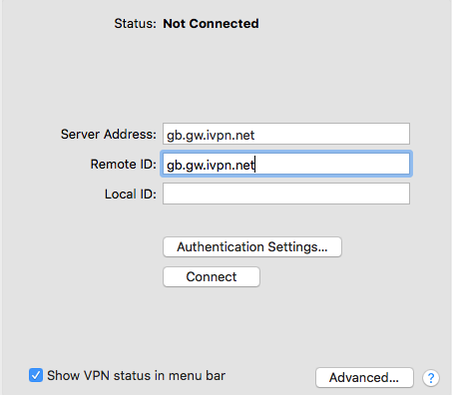 Status: Not Connected
Server Address: gb.gw.ivpn.net
Remote ID: gb.gw.ivpn.net
Local ID:
Authentication Settings...
Connect
Show VPN status in menu bar Advanced... ?